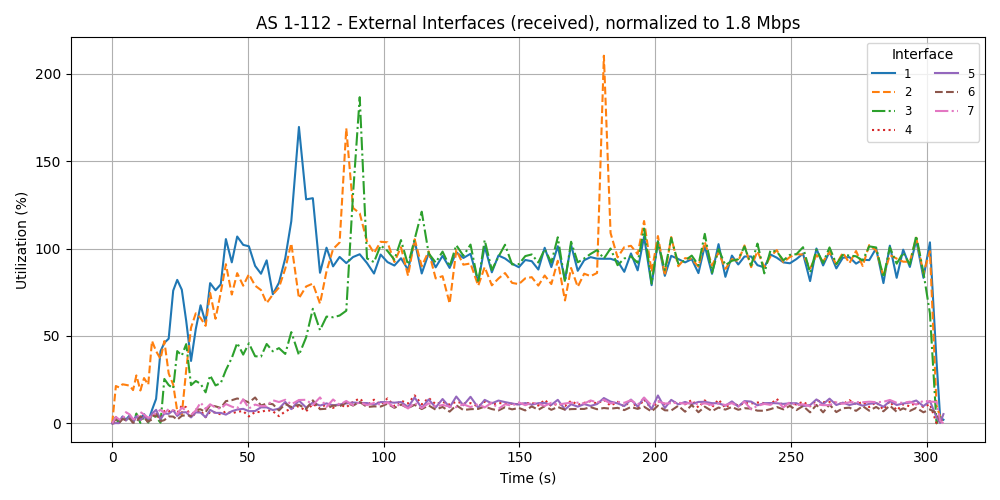 AS 1-112 - External Interfaces (received), normalized to 1.8 Mbps
Utilization (%)
200
150
100
50
0
0 50 100 150 200 250 300
Time (s)
Interface
1
2
3
4
5
6
7